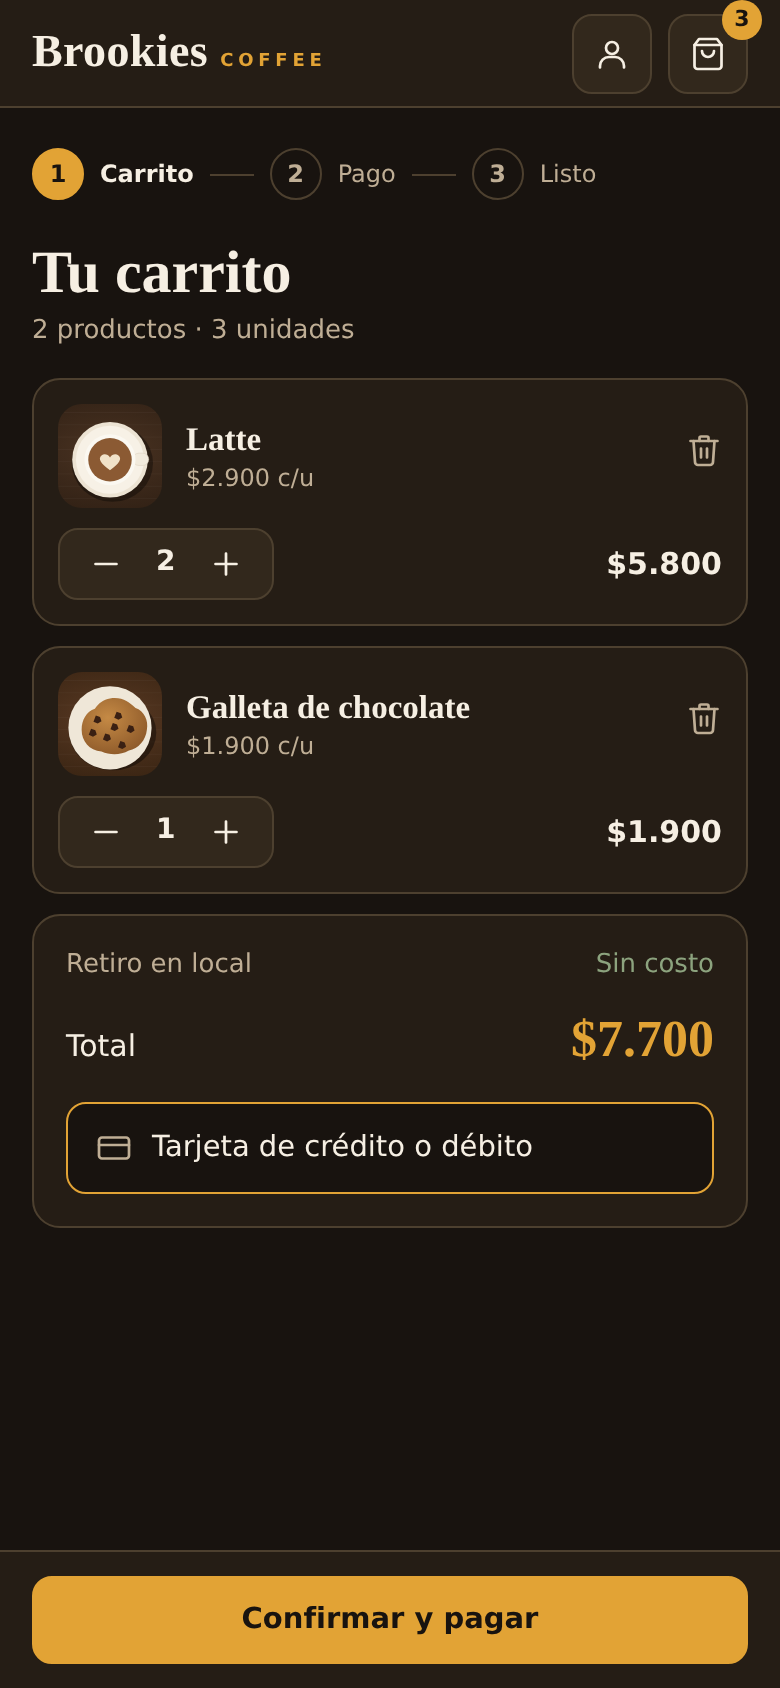 Brookies COFFEE
3
1 Carrito 2 Pago 3 Listo
Tu carrito
2 productos · 3 unidades
Latte
$2.900 c/u
2
$5.800
Galleta de chocolate
$1.900 c/u
1
$1.900
Retiro en local Sin costo
Total $7.700
Tarjeta de crédito o débito
Confirmar y pagar